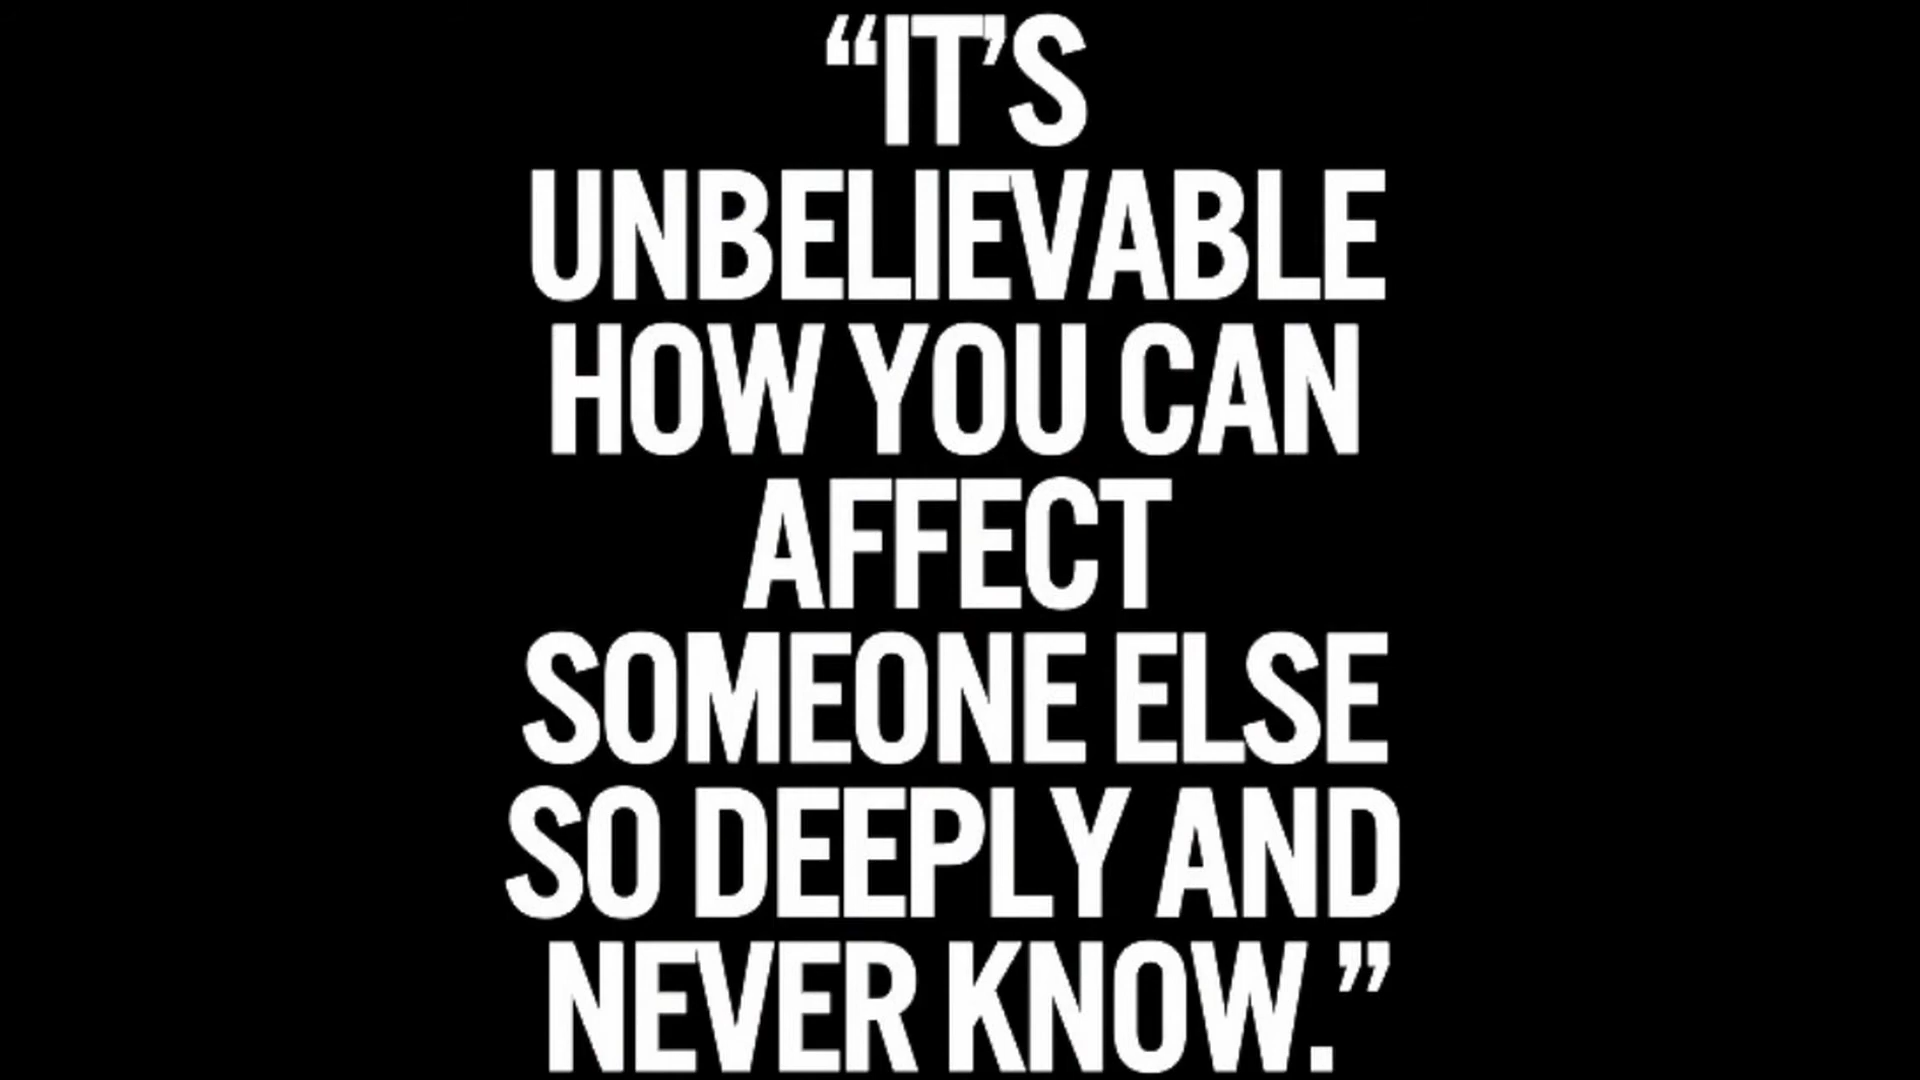 “IT’S
UNBELIEVABLE
HOW YOU CAN
AFFECT
SOMEONE ELSE
SO DEEPLY AND
NEVER KNOW.”